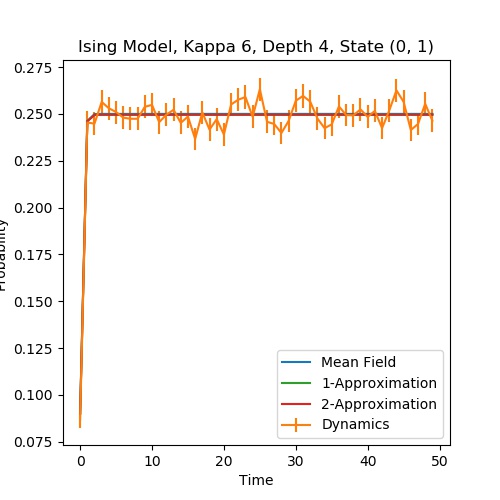 Ising Model, Kappa 6, Depth 4, State (0, 1)
0.275
0.250
0.225
0.200
0.175
0.150
0.125
0.100
0.075
Probability
0 10 20 30 40 50
Time
Mean Field
1-Approximation
2-Approximation
Dynamics